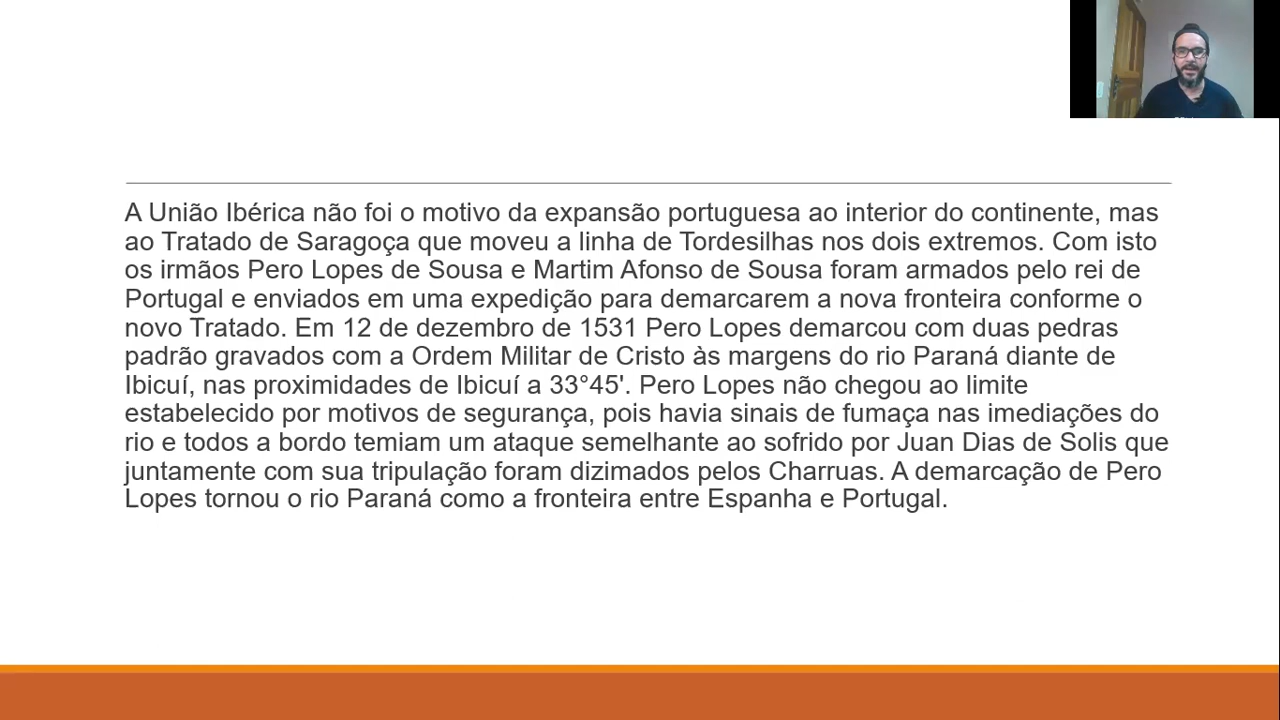 A União Ibérica não foi o motivo da expansão portuguesa ao interior do continente, mas
ao Tratado de Saragoça que moveu a linha de Tordesilhas nos dois extremos. Com isto
os irmãos Pero Lopes de Sousa e Martim Afonso de Sousa foram armados pelo rei de
Portugal e enviados em uma expedição para demarcarem a nova fronteira conforme o
novo Tratado. Em 12 de dezembro de 1531 Pero Lopes demarcou com duas pedras
padrão gravados com a Ordem Militar de Cristo às margens do rio Paraná diante de
Ibicuí, nas proximidades de Ibicuí a 33°45'. Pero Lopes não chegou ao limite
estabelecido por motivos de segurança, pois havia sinais de fumaça nas imediações do
rio e todos a bordo temiam um ataque semelhante ao sofrido por Juan Dias de Solis que
juntamente com sua tripulação foram dizimados pelos Charruas. A demarcação de Pero
Lopes tornou o rio Paraná como a fronteira entre Espanha e Portugal.